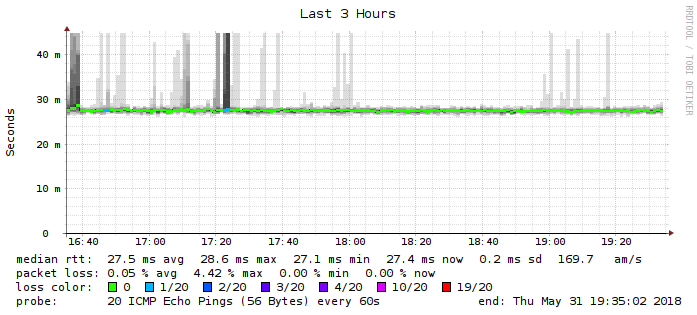 Last 3 Hours
RRDTOOL / TOBI OETIKER
Seconds
40 m
30 m
20 m
10 m
0
16:40 17:00 17:20 17:40 18:00 18:20 18:40 19:00 19:20
median rtt: 27.5 ms avg 28.6 ms max 27.1 ms min 27.4 ms now 0.2 ms sd 169.7 am/s
packet loss: 0.05 % avg 4.42 % max 0.00 % min 0.00 % now
loss color: 0 1/20 2/20 3/20 4/20 10/20 19/20
probe: 20 ICMP Echo Pings (56 Bytes) every 60s end: Thu May 31 19:35:02 2018